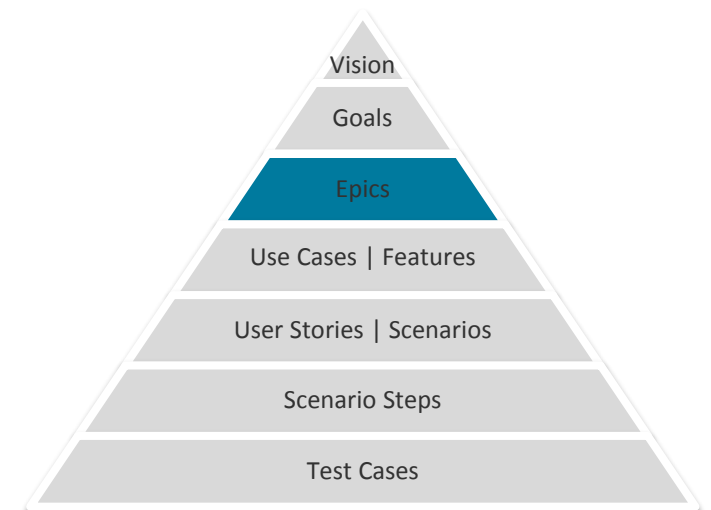 Vision
Goals
Epics
Use Cases | Features
User Stories | Scenarios
Scenario Steps
Test Cases